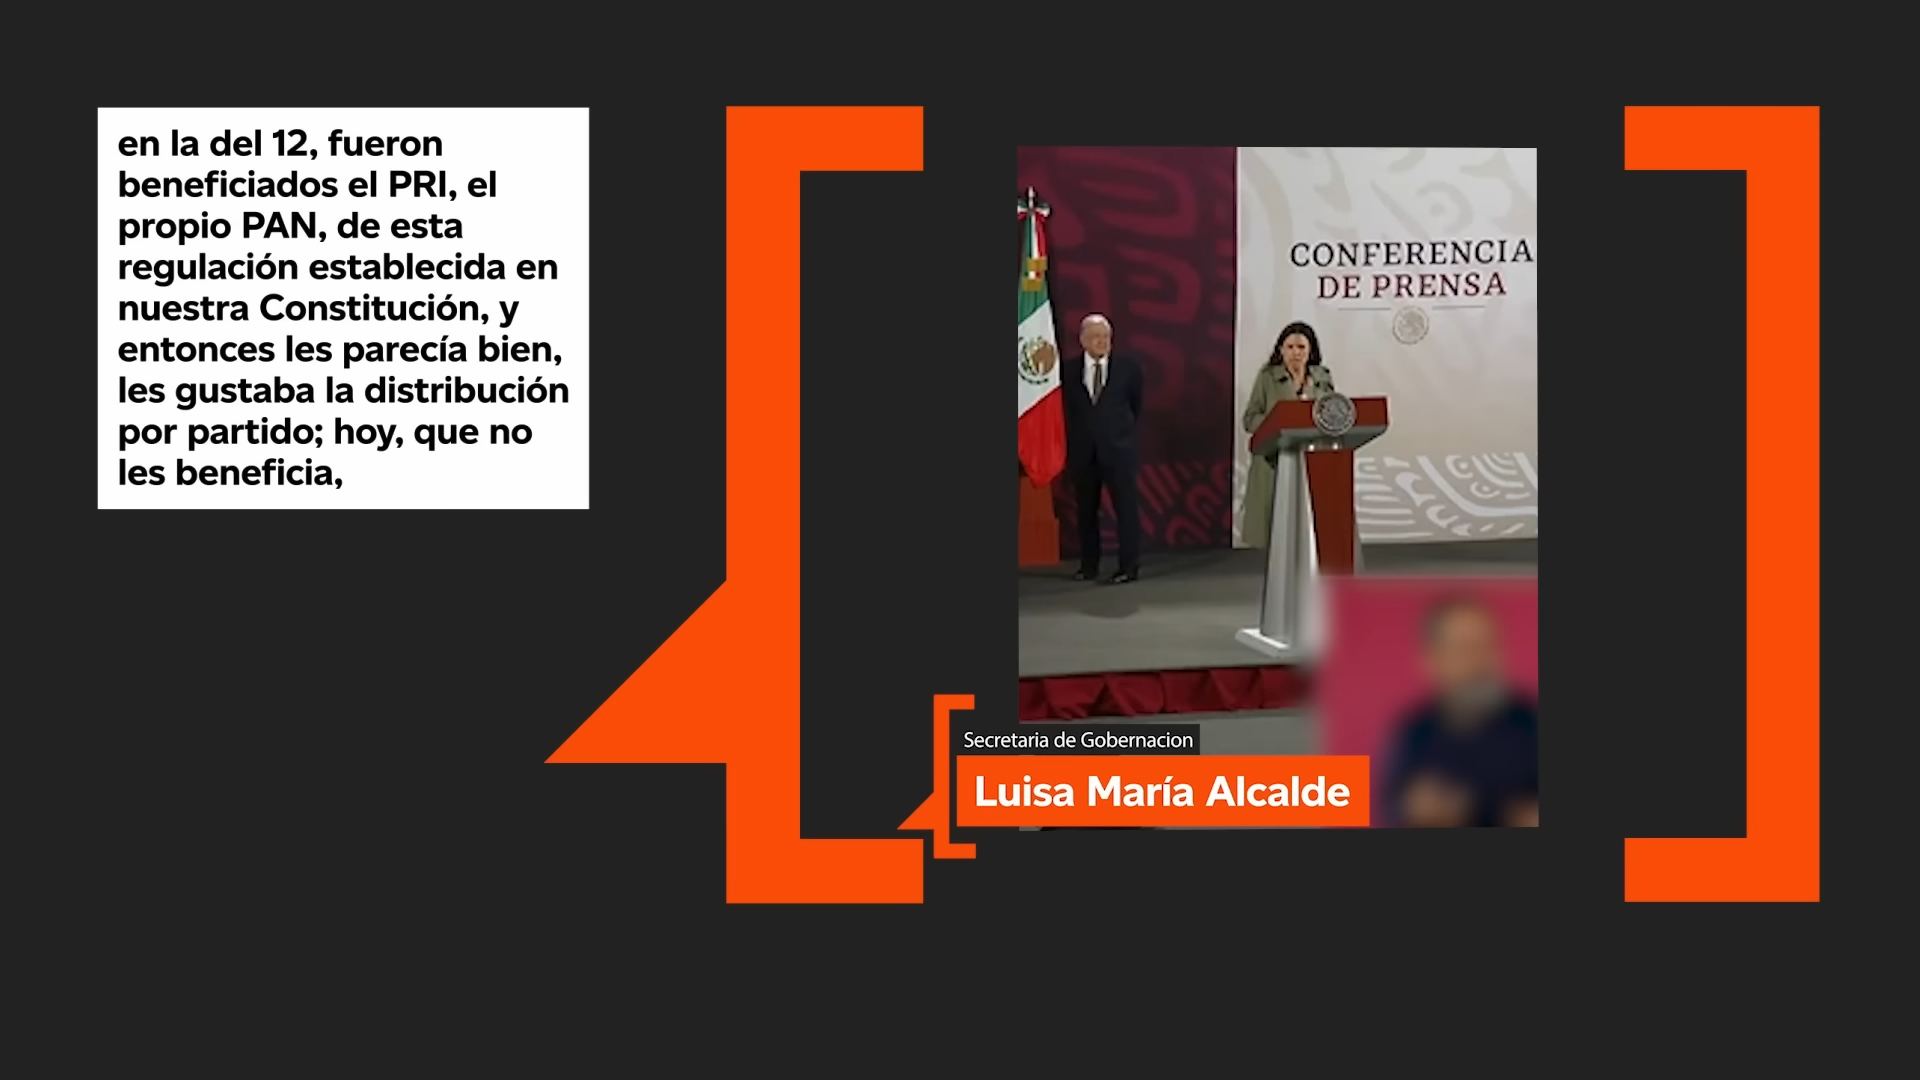 en la del 12, fueron
beneficiados el PRI, el
propio PAN, de esta
regulación establecida en
nuestra Constitución, y
entonces les parecía bien,
les gustaba la distribución
por partido; hoy, que no
les beneficia,
CONFERENCIA
DE PRENSA
Secretaria de Gobernacion
Luisa María Alcalde